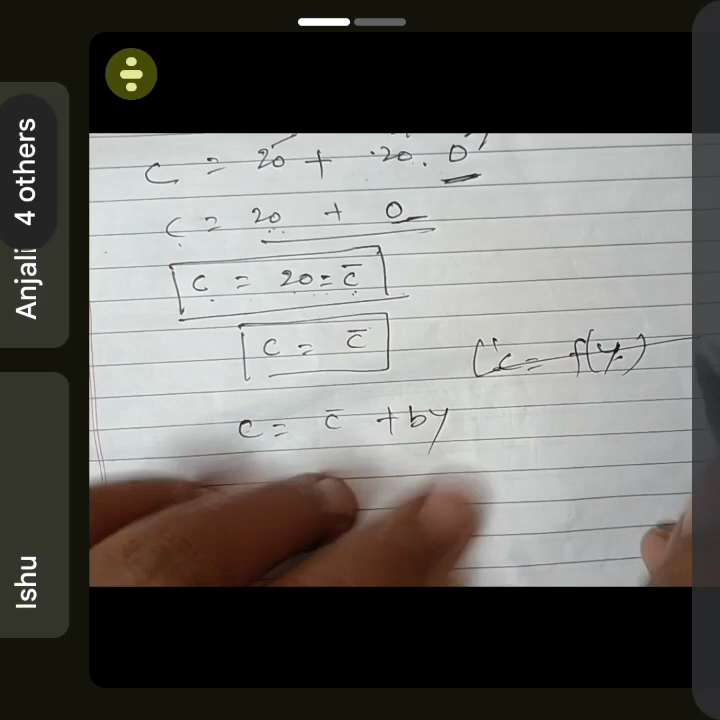 C = 20 + .20.0
C = 20 + 0
C = 20 = c̄
C = c̄
C = f(y)
C = c̄ + by
4 others
Anjali
Ishu